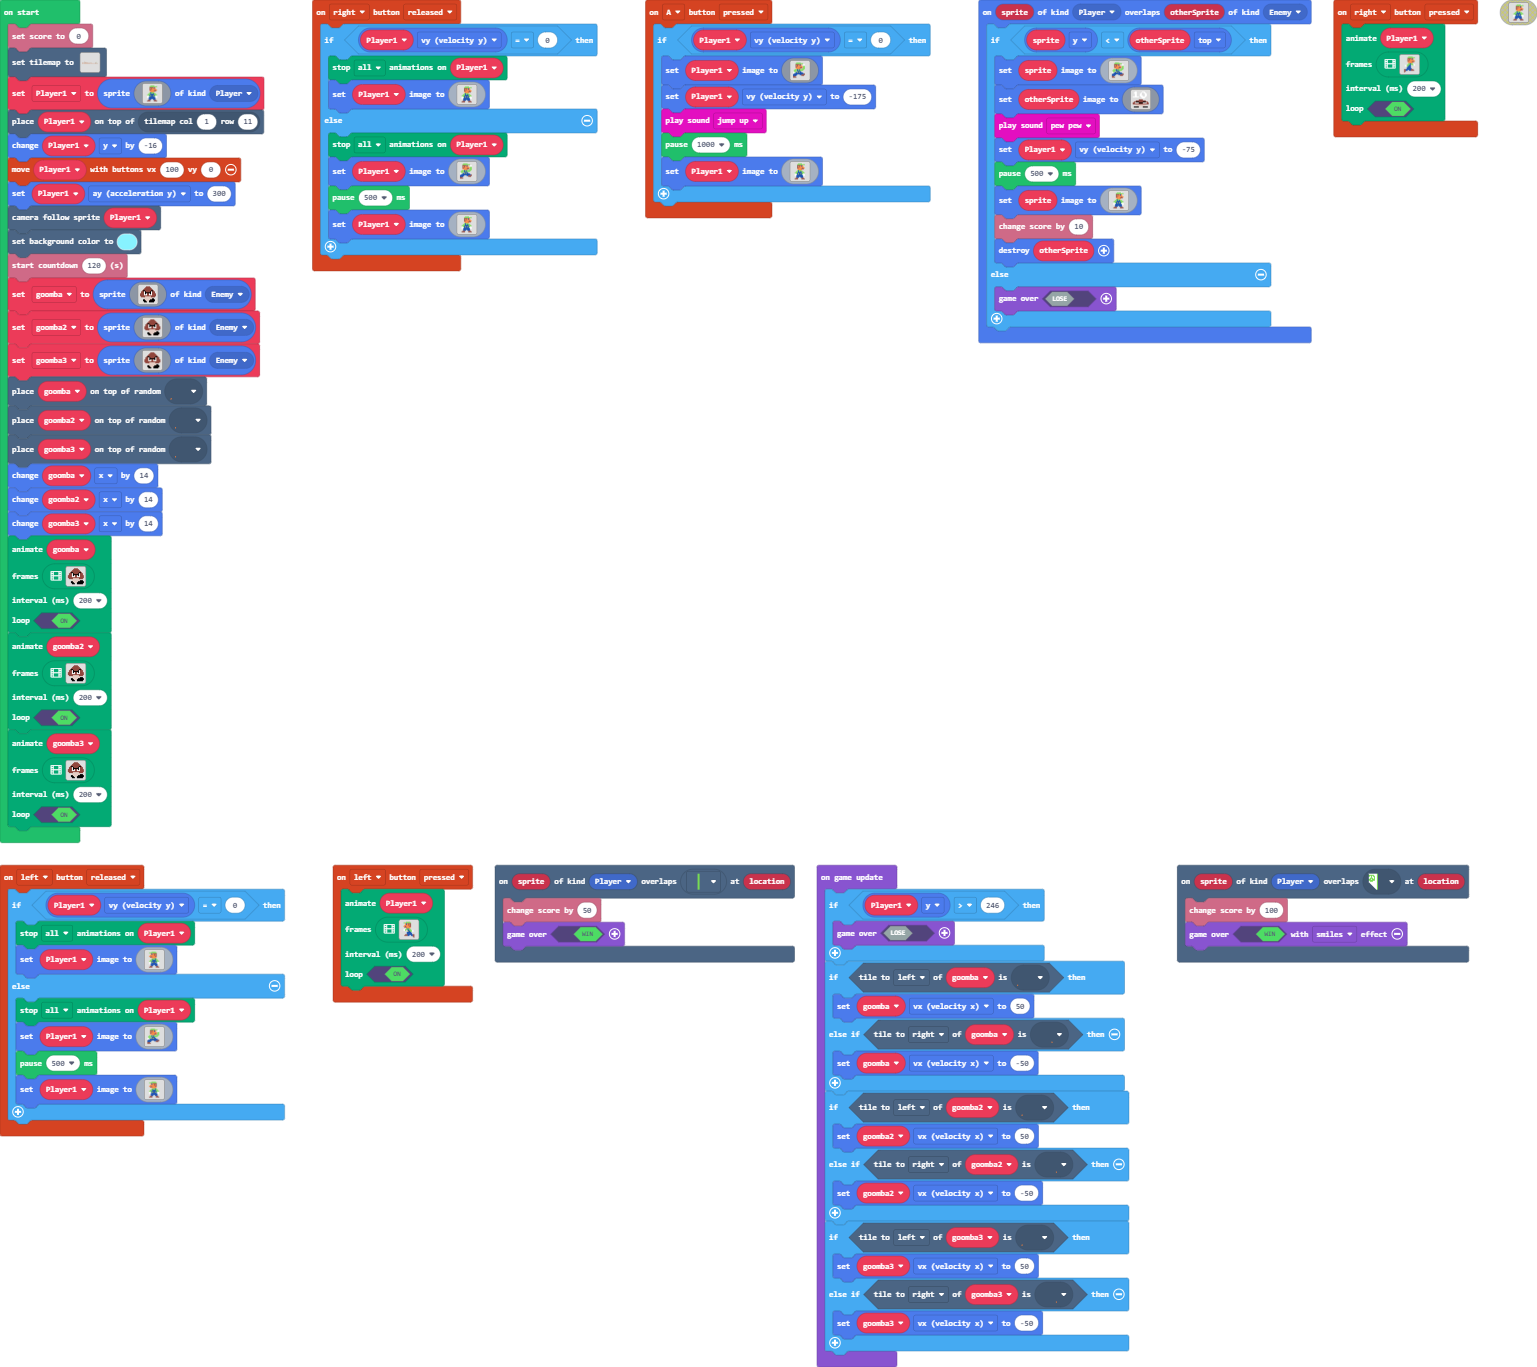 on start
set score to 0
set tilemap to
set Player1 to sprite of kind Player
place Player1 on top of tilemap col 1 row 11
change Player1 y by -16
move Player1 with buttons vx 100 vy 0
set Player1 ay (acceleration y) to 300
camera follow sprite Player1
set background color to
start countdown 120 (s)
set goomba to sprite of kind Enemy
set goomba2 to sprite of kind Enemy
set goomba3 to sprite of kind Enemy
place goomba on top of random
place goomba2 on top of random
place goomba3 on top of random
change goomba x by 14
change goomba2 x by 14
change goomba3 x by 14
animate goomba
frames
interval (ms) 200
loop ON
animate goomba2
frames
interval (ms) 200
loop ON
animate goomba3
frames
interval (ms) 200
loop ON
on right button released
if Player1 vy (velocity y) = 0 then
stop all animations on Player1
set Player1 image to
else
stop all animations on Player1
set Player1 image to
pause 500 ms
set Player1 image to
on A button pressed
if Player1 vy (velocity y) = 0 then
set Player1 image to
set Player1 vy (velocity y) to -175
play sound jump up
pause 1000 ms
set Player1 image to
on sprite of kind Player overlaps otherSprite of kind Enemy
if sprite y < otherSprite top then
set sprite image to
set otherSprite image to
play sound pew pew
set Player1 vy (velocity y) to -75
pause 500 ms
set sprite image to
change score by 10
destroy otherSprite
else
game over LOSE
on right button pressed
animate Player1
frames
interval (ms) 200
loop ON
on left button released
if Player1 vy (velocity y) = 0 then
stop all animations on Player1
set Player1 image to
else
stop all animations on Player1
set Player1 image to
pause 500 ms
set Player1 image to
on left button pressed
animate Player1
frames
interval (ms) 200
loop ON
on sprite of kind Player overlaps at location
change score by 50
game over WIN
on game update
if Player1 y > 246 then
game over LOSE
if tile to left of goomba is then
set goomba vx (velocity x) to 50
else if tile to right of goomba is then
set goomba vx (velocity x) to -50
if tile to left of goomba2 is then
set goomba2 vx (velocity x) to 50
else if tile to right of goomba2 is then
set goomba2 vx (velocity x) to -50
if tile to left of goomba3 is then
set goomba3 vx (velocity x) to 50
else if tile to right of goomba3 is then
set goomba3 vx (velocity x) to -50
on sprite of kind Player overlaps at location
change score by 100
game over WIN with smiles effect